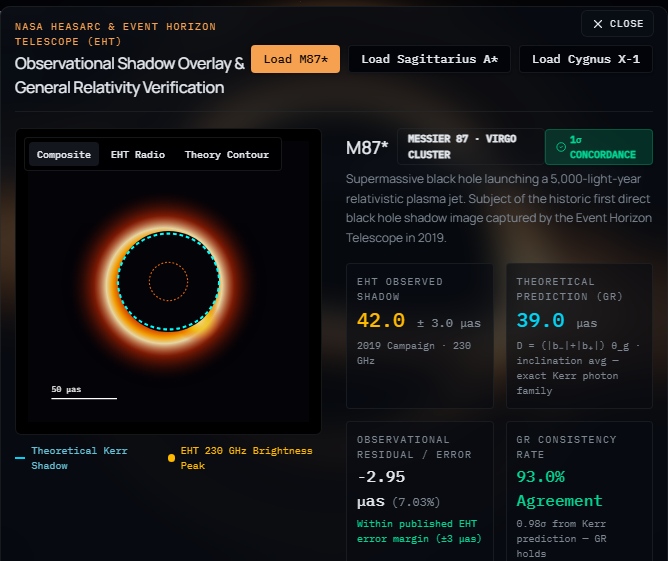 NASA HEASARC & EVENT HORIZON
TELESCOPE (EHT)
CLOSE
Observational Shadow Overlay &
General Relativity Verification
Load M87*
Load Sagittarius A*
Load Cygnus X-1
Composite
EHT Radio
Theory Contour
50 μas
Theoretical Kerr
Shadow
EHT 230 GHz Brightness
Peak
M87*
MESSIER 87 · VIRGO
CLUSTER
1σ
CONCORDANCE
Supermassive black hole launching a 5,000-light-year
relativistic plasma jet. Subject of the historic first direct
black hole shadow image captured by the Event Horizon
Telescope in 2019.
EHT OBSERVED
SHADOW
42.0 ± 3.0 μas
2019 Campaign · 230
GHz
THEORETICAL
PREDICTION (GR)
39.0 μas
D = (|b₋|+|b₊|) θ_g ·
inclination avg —
exact Kerr photon
family
OBSERVATIONAL
RESIDUAL / ERROR
-2.95
μas (7.03%)
Within published EHT
error margin (±3 μas)
GR CONSISTENCY
RATE
93.0%
Agreement
0.98σ from Kerr
prediction — GR
holds